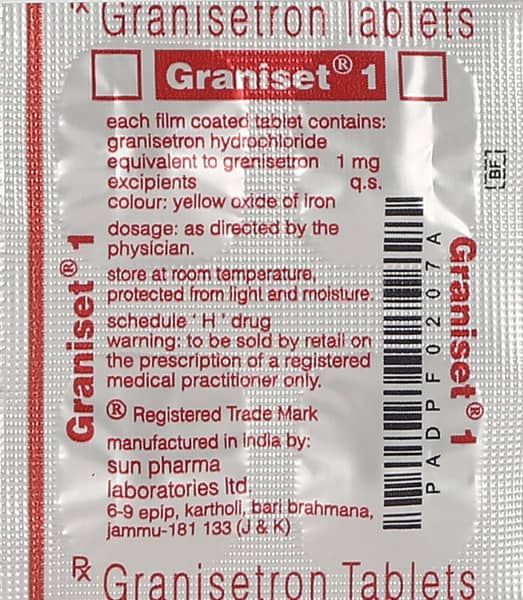 Rx Granisetron Tablets
Graniset® 1
each film coated tablet contains:
granisetron hydrochloride
equivalent to granisetron 1 mg
excipients q.s.
colour: yellow oxide of iron
dosage: as directed by the
physician.
store at room temperature,
protected from light and moisture.
schedule ' H ' drug
warning: to be sold by retail on
the prescription of a registered
medical practitioner only.
® Registered Trade Mark
manufactured in india by:
sun pharma
laboratories ltd.
6-9 epip, kartholi, bari brahmana,
jammu-181 133 (J & K)
Graniset® 1
PADPF0207A
Graniset® 1
BF
Rx Granisetron Tablets